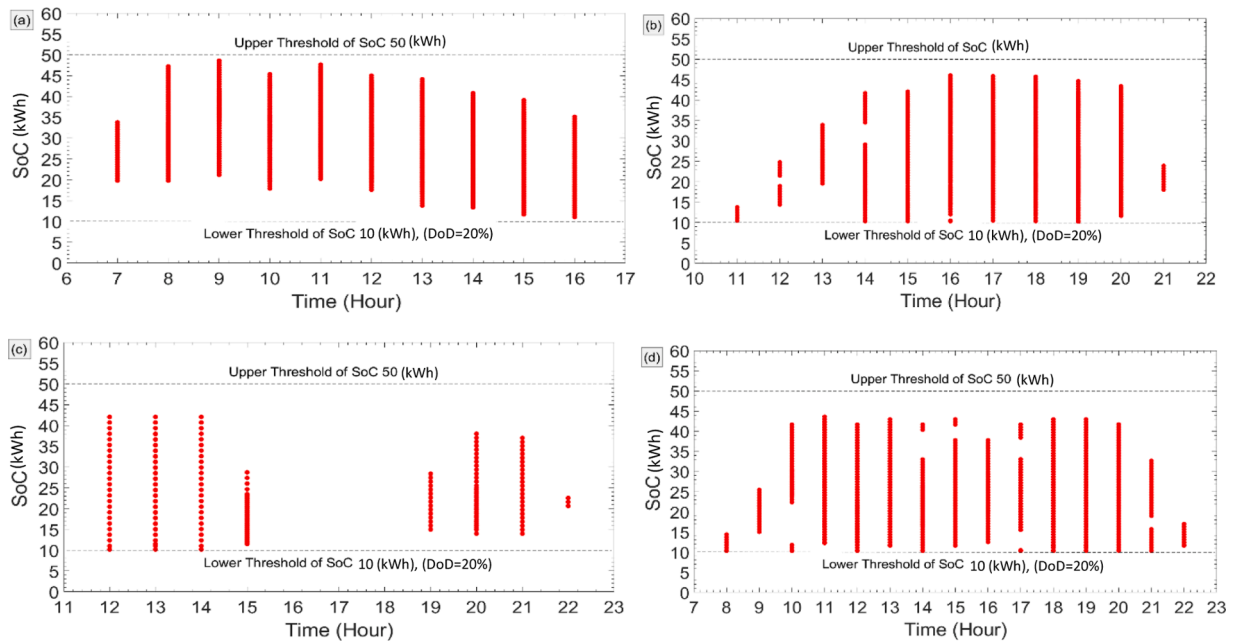 (a)
60
55
50
45
40
35
30
25
20
15
10
5
0
SoC (kWh)
Upper Threshold of SoC 50 (kWh)
Lower Threshold of SoC 10 (kWh), (DoD=20%)
6 7 8 9 10 11 12 13 14 15 16 17
Time (Hour)
(b)
60
55
50
45
40
35
30
25
20
15
10
5
0
SoC (kWh)
Upper Threshold of SoC (kWh)
Lower Threshold of SoC 10 (kWh), (DoD=20%)
10 11 12 13 14 15 16 17 18 19 20 21 22
Time (Hour)
(c)
60
55
50
45
40
35
30
25
20
15
10
5
0
SoC(kWh)
Upper Threshold of SoC 50 (kWh)
Lower Threshold of SoC 10 (kWh), (DoD=20%)
11 12 13 14 15 16 17 18 19 20 21 22 23
Time (Hour)
(d)
60
55
50
45
40
35
30
25
20
15
10
5
0
SoC (kWh)
Upper Threshold of SoC 50 (kWh)
Lower Threshold of SoC 10 (kWh), (DoD=20%)
7 8 9 10 11 12 13 14 15 16 17 18 19 20 21 22 23
Time (Hour)